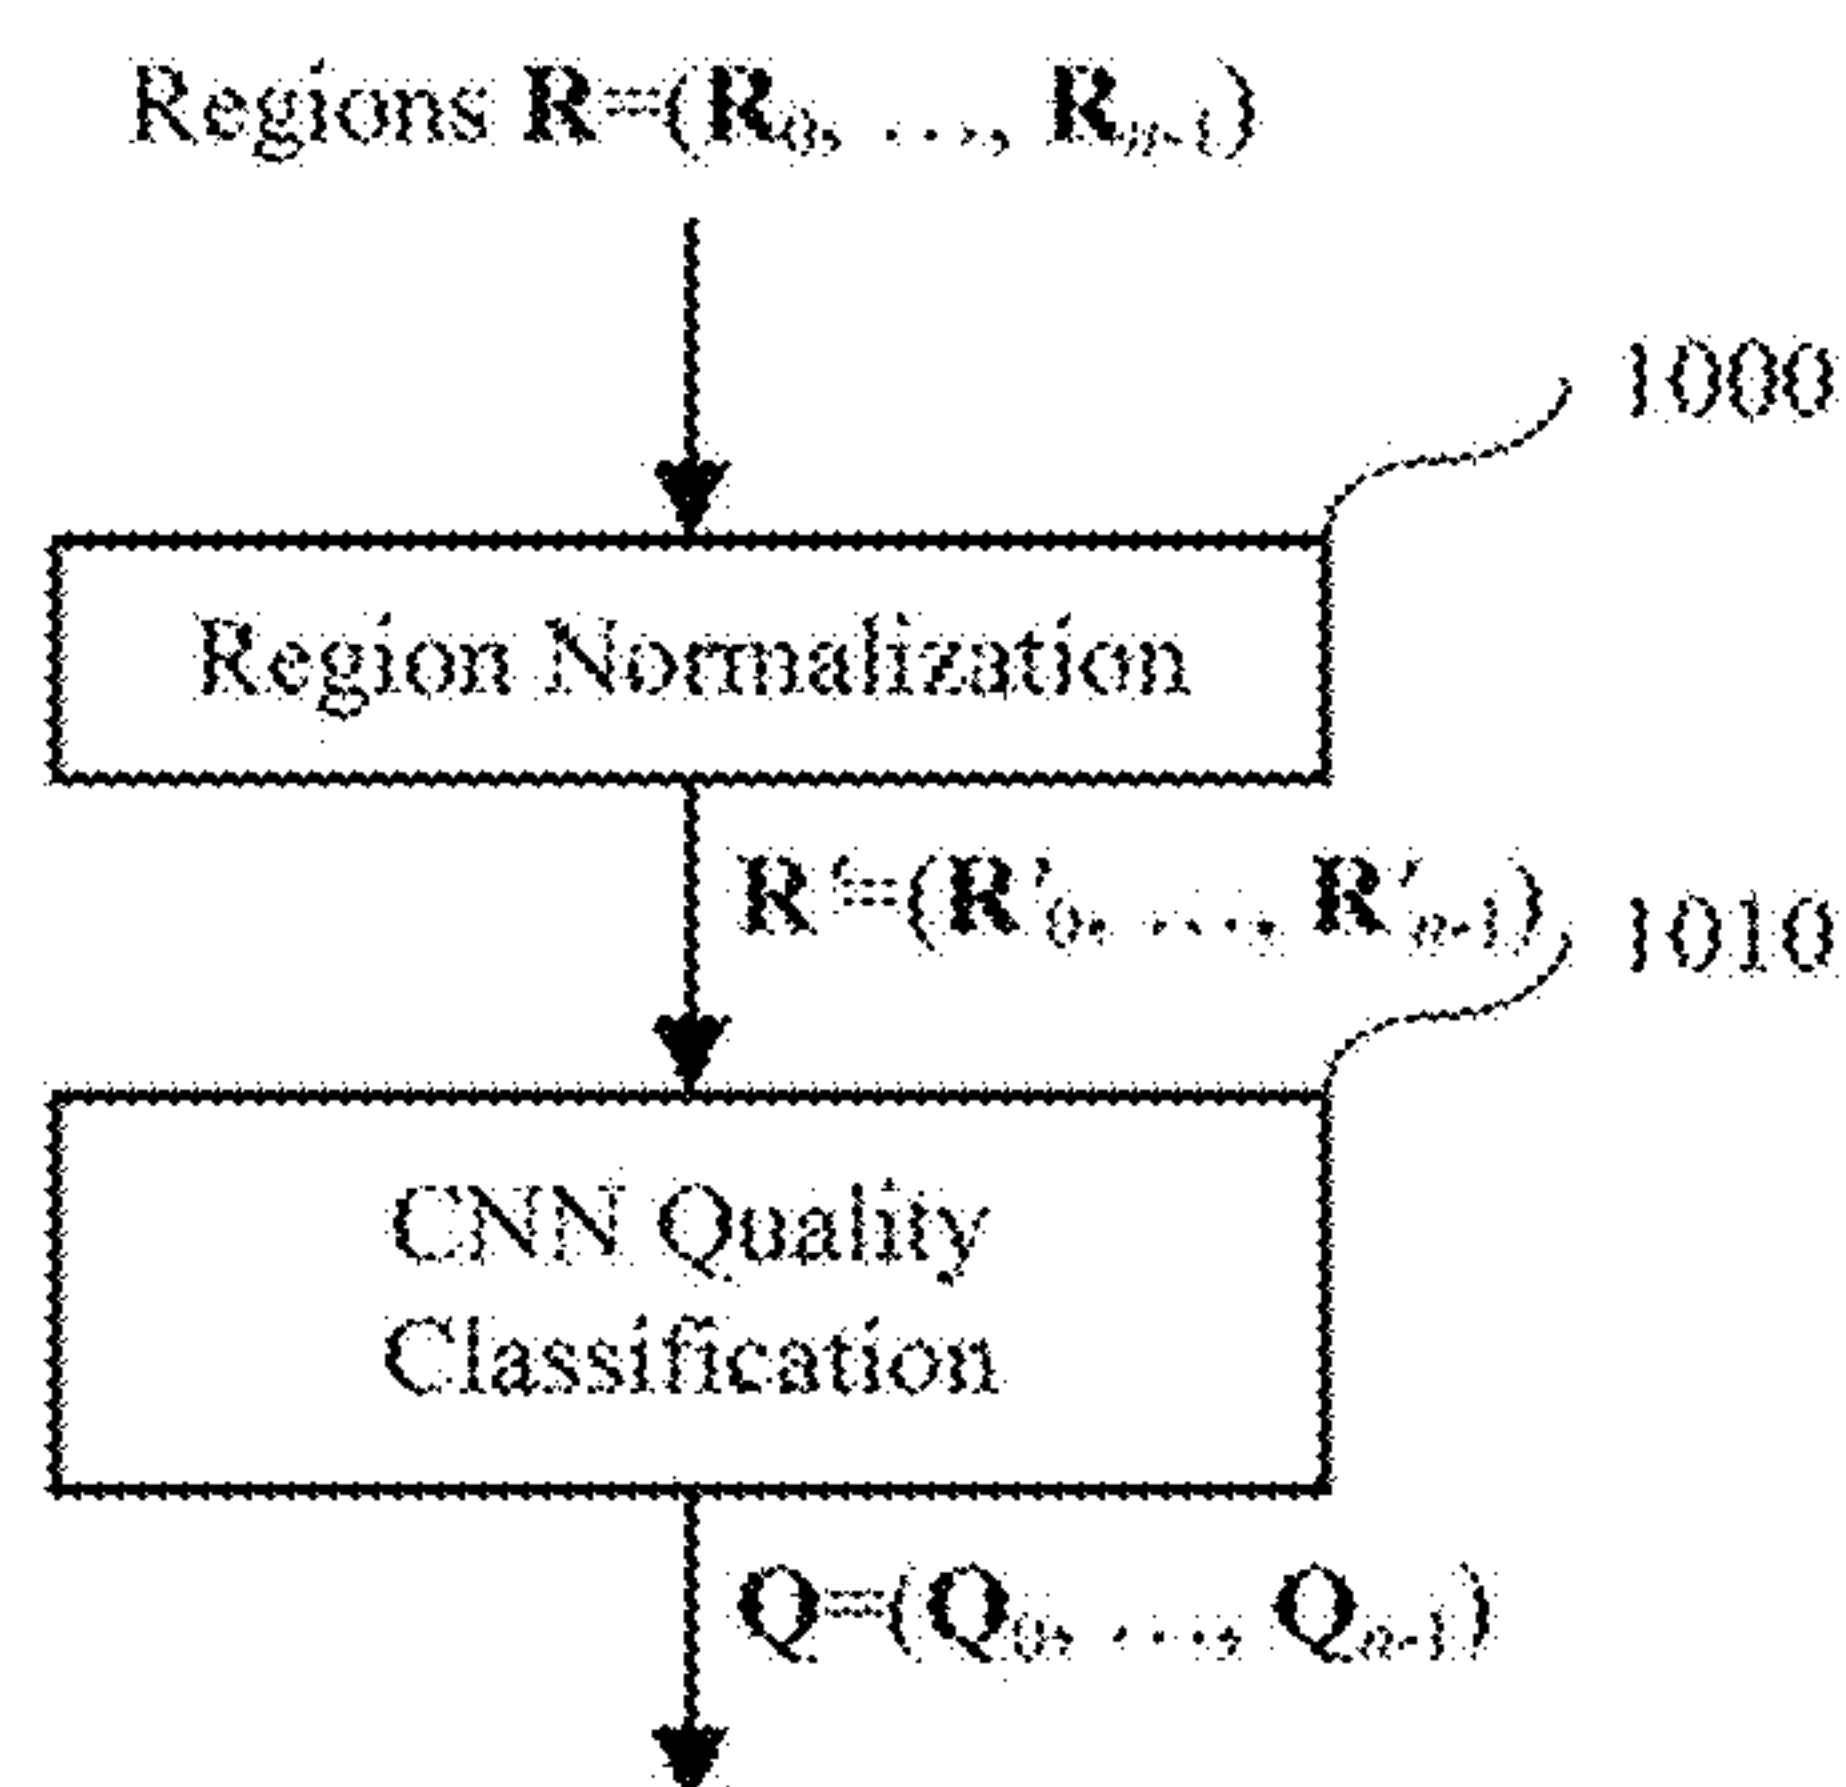 Regions R=(R₀, ..., Rₙ₋₁)
1000
Region Normalization
R'=(R'₀, ..., R'ₙ₋₁)
1010
CNN Quality
Classification
Q=(Q₀, ..., Qₙ₋₁)